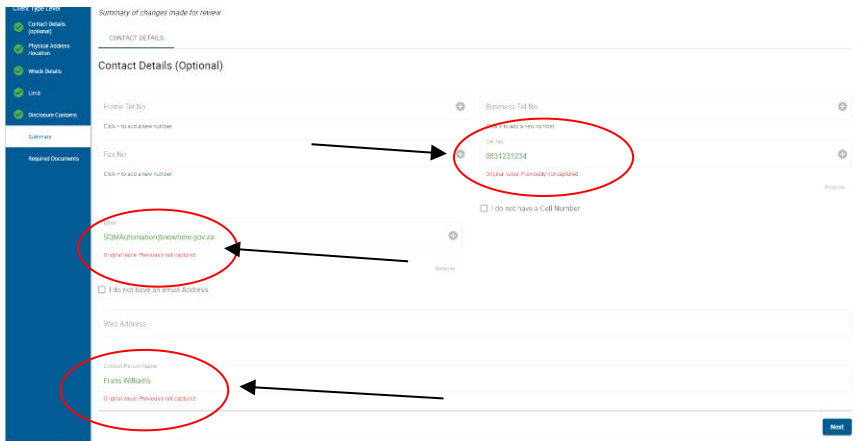 Client Type Level
Contact Details
(optional)
Physical Address
/location
Wreck Details
Limit
Disclosure Customs
Summary
Required Documents
Summary of changes made for review
CONTACT DETAILS
Contact Details (Optional)
Home Tel No
Click + to add a new number
Business Tel No
Click + to add a new number
Fax No
Click + to add a new number
Cell No
0831231234
Original value: Previously not captured
Remove
I do not have a Cell Number
Email
SQMAutomation@nowhere.gov.za
Original value: Previously not captured
Remove
I do not have an email Address
Web Address
Contact Person Name
Frans Williams
Original value: Previously not captured
Next